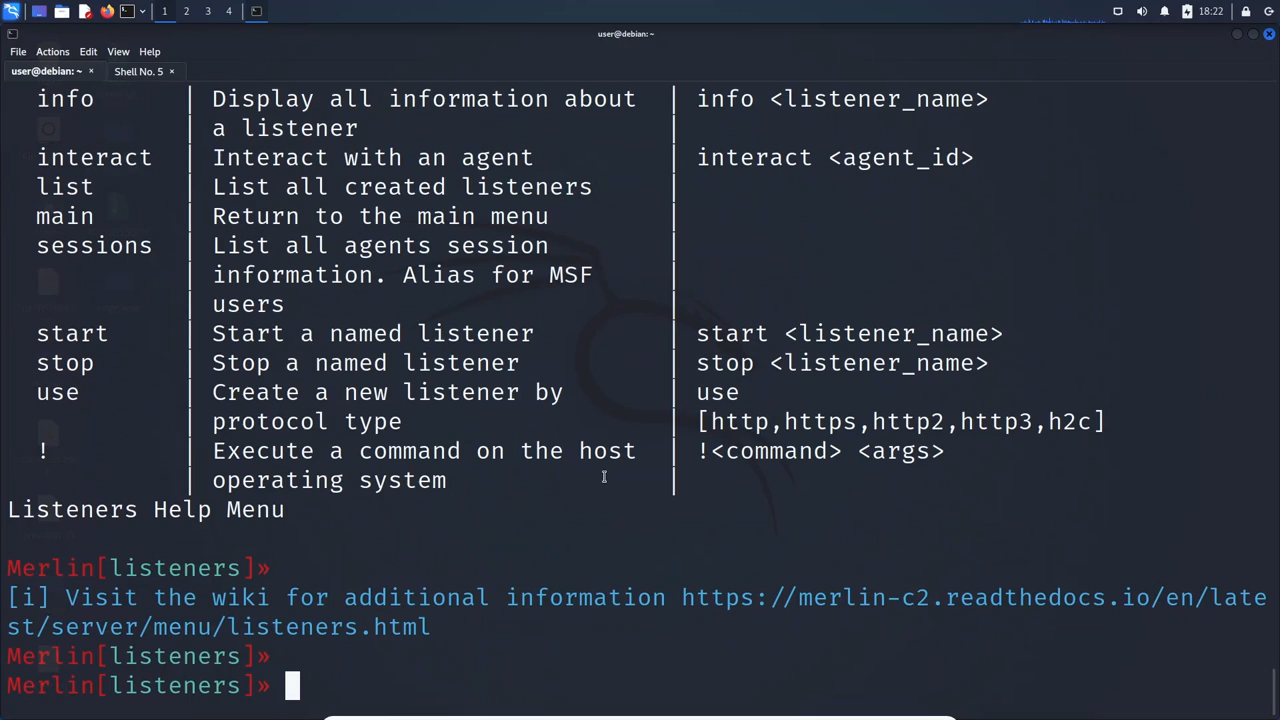 1 2 3 4 18:22
user@debian: ~
File Actions Edit View Help
user@debian: ~ × Shell No. 5 ×
info | Display all information about | info <listener_name>
| a listener |
interact | Interact with an agent | interact <agent_id>
list | List all created listeners |
main | Return to the main menu |
sessions | List all agents session |
| information. Alias for MSF |
| users |
start | Start a named listener | start <listener_name>
stop | Stop a named listener | stop <listener_name>
use | Create a new listener by | use
| protocol type | [http,https,http2,http3,h2c]
! | Execute a command on the host | !<command> <args>
| operating system |
Listeners Help Menu
Merlin[listeners]»
[i] Visit the wiki for additional information https://merlin-c2.readthedocs.io/en/late
st/server/menu/listeners.html
Merlin[listeners]»
Merlin[listeners]»